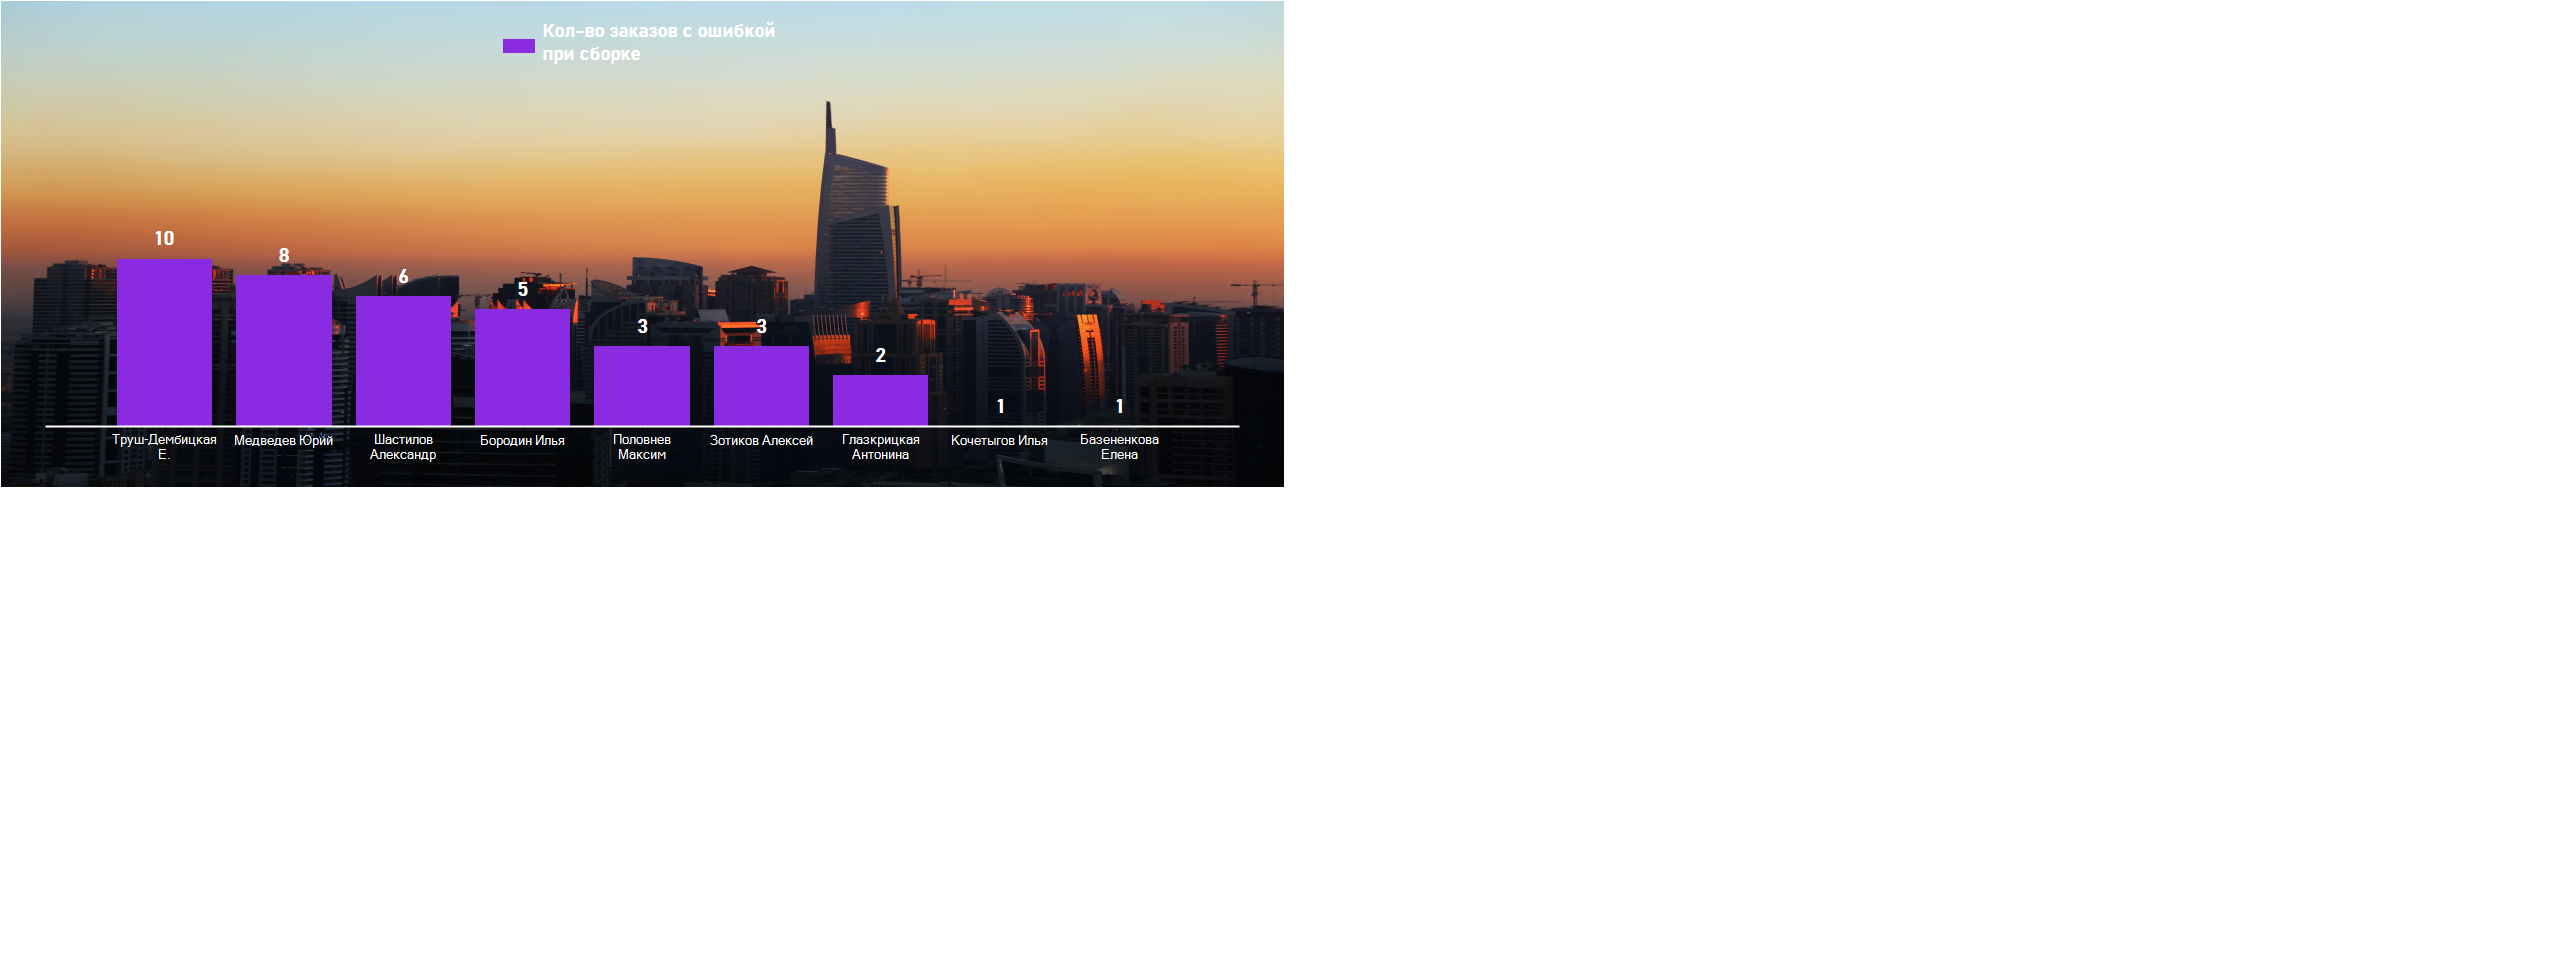 Кол-во заказов с ошибкой
при сборке
10
8
6
5
3
3
2
1
1
Труш-Дембицкая
Е.
Медведев Юрий
Шастилов
Александр
Бородин Илья
Половнев
Максим
Зотиков Алексей
Глазкрицкая
Антонина
Кочетыгов Илья
Базененкова
Елена